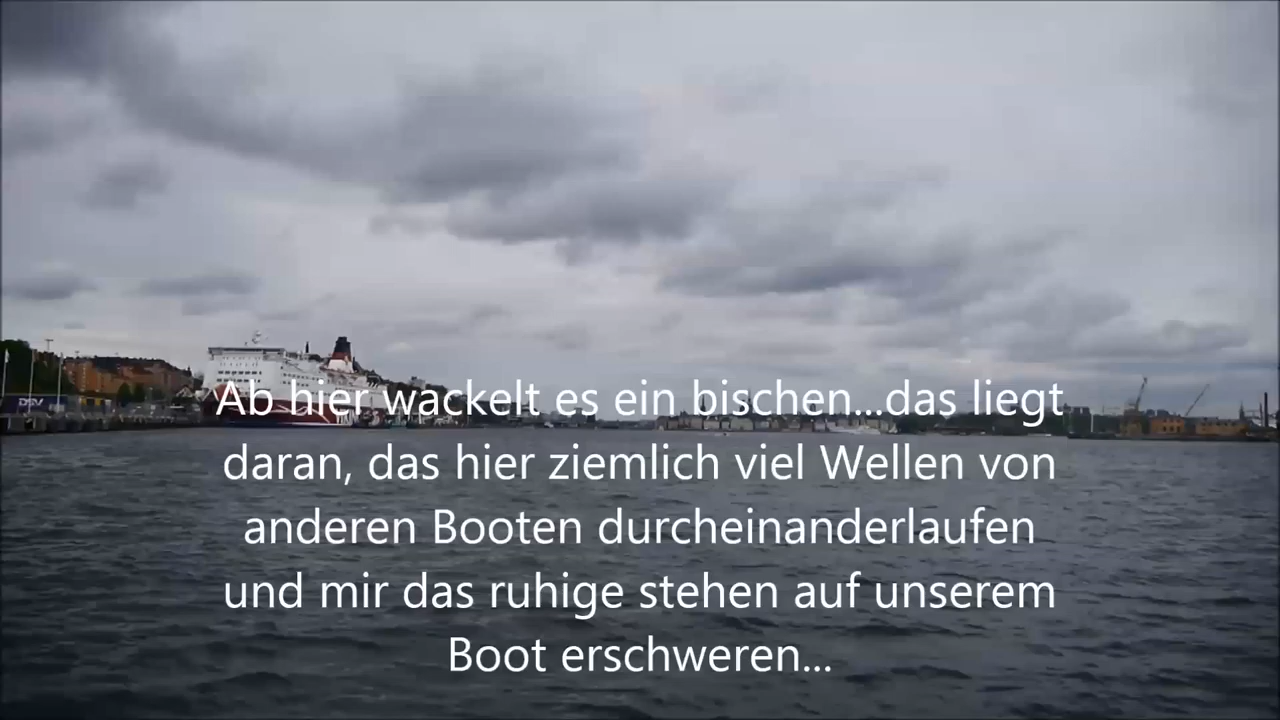 DSV
Ab hier wackelt es ein bischen...das liegt
daran, das hier ziemlich viel Wellen von
anderen Booten durcheinanderlaufen
und mir das ruhige stehen auf unserem
Boot erschweren...